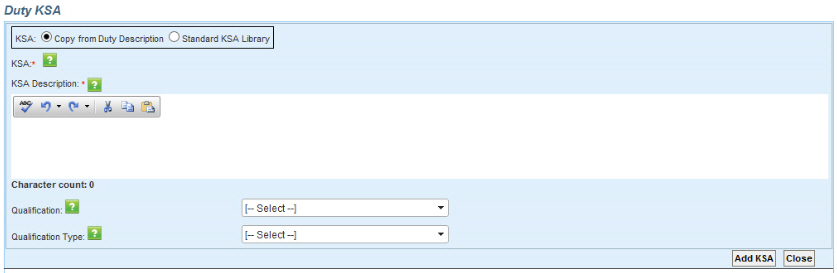 Duty KSA
KSA: Copy from Duty Description Standard KSA Library
KSA:* ?
KSA Description: * ?
ABC
Character count: 0
Qualification: ? [-- Select --]
Qualification Type: ? [-- Select --]
Add KSA Close